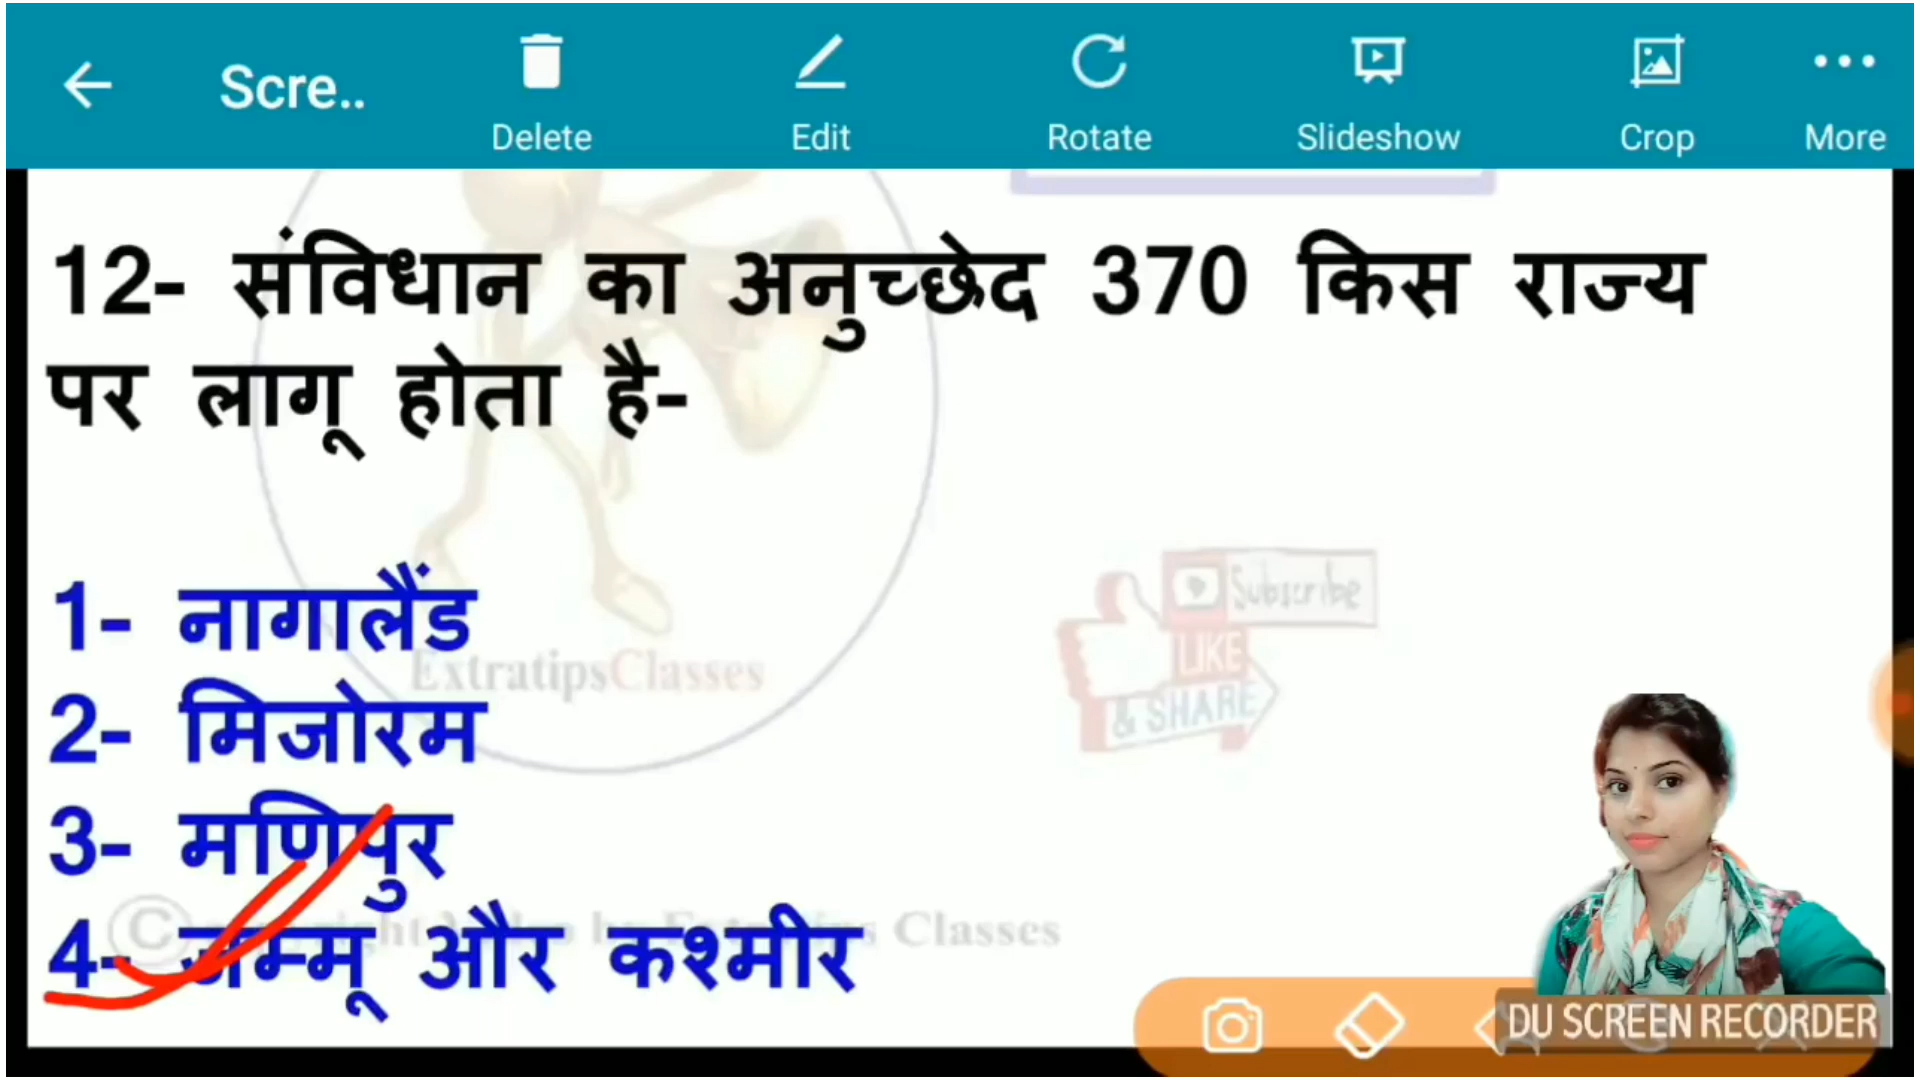 Scre..
Delete
Edit
Rotate
Slideshow
Crop
More
12- संविधान का अनुच्छेद 370 किस राज्य
पर लागू होता है-
1- नागालैंड
2- मिजोरम
3- मणिपुर
4- जम्मू और कश्मीर
ExtratipsClasses
Subscribe
LIKE
& SHARE
Classes
DU SCREEN RECORDER